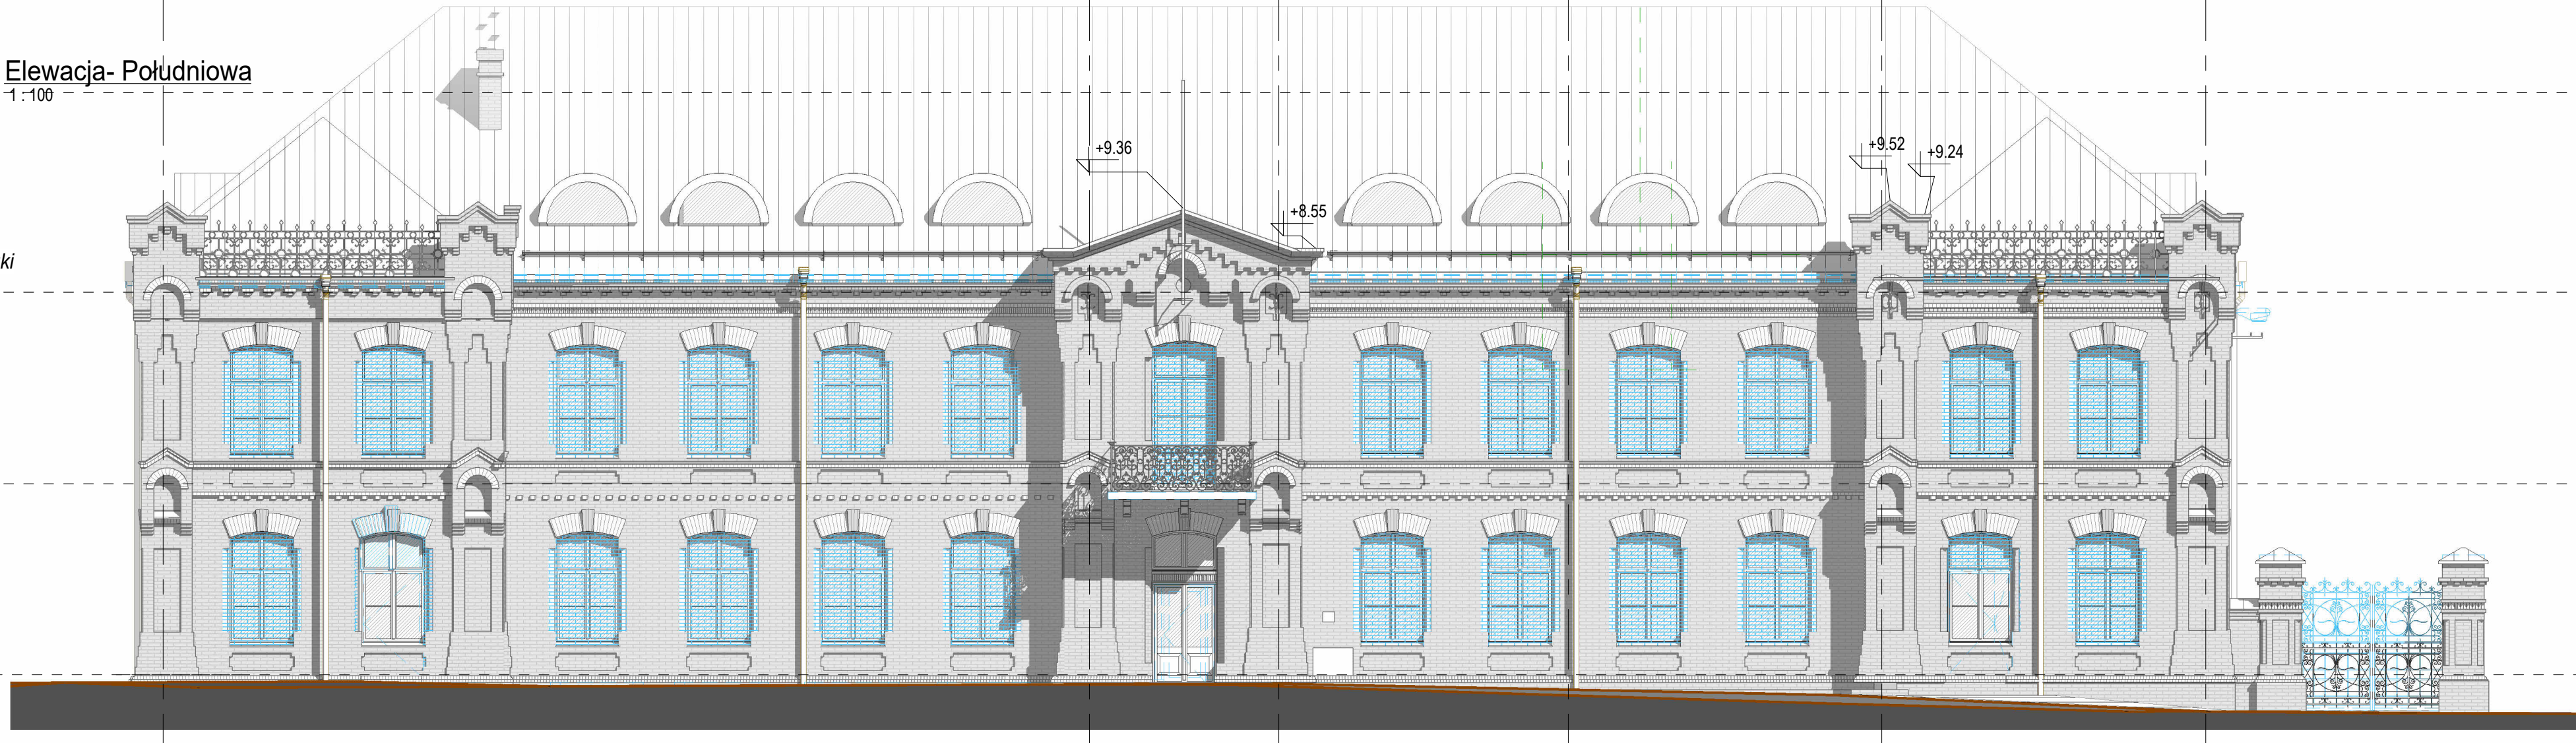 Elewacja- Południowa
1 : 100
+9.36
+9.52
+9.24
+8.55
ki